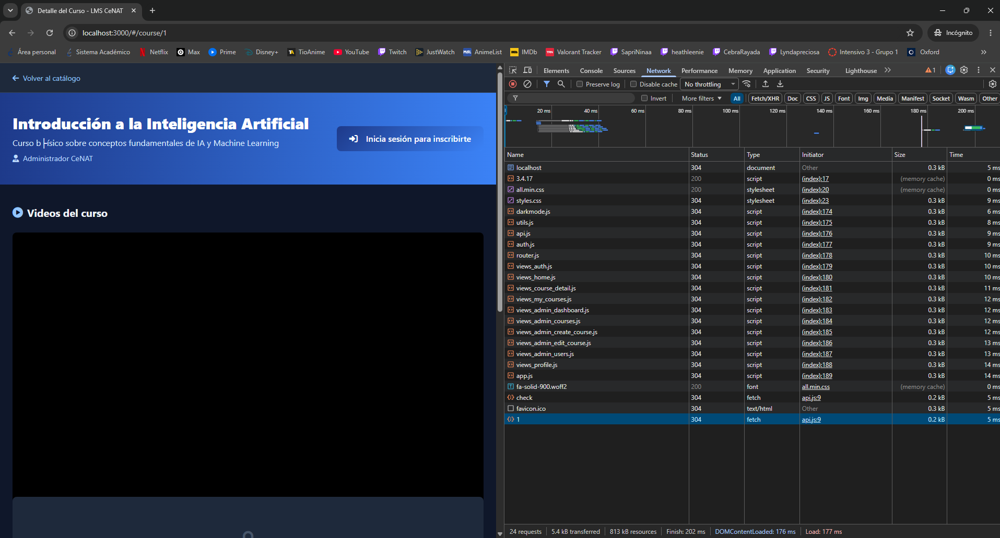 Detalle del Curso - LMS CeNAT
localhost:3000/#/course/1
Incógnito
Área personal Sistema Académico Netflix Max Prime Disney+ TioAnime YouTube Twitch JustWatch AnimeList IMDb Valorant Tracker SapriNinaa heathleenie CebraRayada Lyndapreciosa Intensivo 3 - Grupo 1 Oxford
Volver al catálogo
Introducción a la Inteligencia Artificial
Curso b ├ísico sobre conceptos fundamentales de IA y Machine Learning
Administrador CeNAT
Inicia sesión para inscribirte
Videos del curso
Elements Console Sources Network Performance Memory Application Security Lighthouse 1
Preserve log Disable cache No throttling
Invert More filters All Fetch/XHR Doc CSS JS Font Img Media Manifest Socket Wasm Other
20 ms 40 ms 60 ms 80 ms 100 ms 120 ms 140 ms 160 ms 180 ms 200 ms
Name Status Type Initiator Size Time
localhost 304 document Other 0.3 kB 5 ms
3.4.17 200 script (index):17 (memory cache) 0 ms
all.min.css 200 stylesheet (index):20 (memory cache) 0 ms
styles.css 304 stylesheet (index):23 0.3 kB 9 ms
darkmode.js 304 script (index):174 0.3 kB 6 ms
utils.js 304 script (index):175 0.3 kB 8 ms
api.js 304 script (index):176 0.3 kB 9 ms
auth.js 304 script (index):177 0.3 kB 9 ms
router.js 304 script (index):178 0.3 kB 10 ms
views_auth.js 304 script (index):179 0.3 kB 10 ms
views_home.js 304 script (index):180 0.3 kB 10 ms
views_course_detail.js 304 script (index):181 0.3 kB 11 ms
views_my_courses.js 304 script (index):182 0.3 kB 12 ms
views_admin_dashboard.js 304 script (index):183 0.3 kB 12 ms
views_admin_courses.js 304 script (index):184 0.3 kB 12 ms
views_admin_create_course.js 304 script (index):185 0.3 kB 12 ms
views_admin_edit_course.js 304 script (index):186 0.3 kB 13 ms
views_admin_users.js 304 script (index):187 0.3 kB 13 ms
views_profile.js 304 script (index):188 0.3 kB 14 ms
app.js 304 script (index):189 0.3 kB 14 ms
fa-solid-900.woff2 200 font all.min.css (memory cache) 0 ms
check 304 fetch api.js:9 0.2 kB 5 ms
favicon.ico 304 text/html Other 0.3 kB 5 ms
1 304 fetch api.js:9 0.2 kB 5 ms
24 requests 5.4 kB transferred 813 kB resources Finish: 202 ms DOMContentLoaded: 176 ms Load: 177 ms